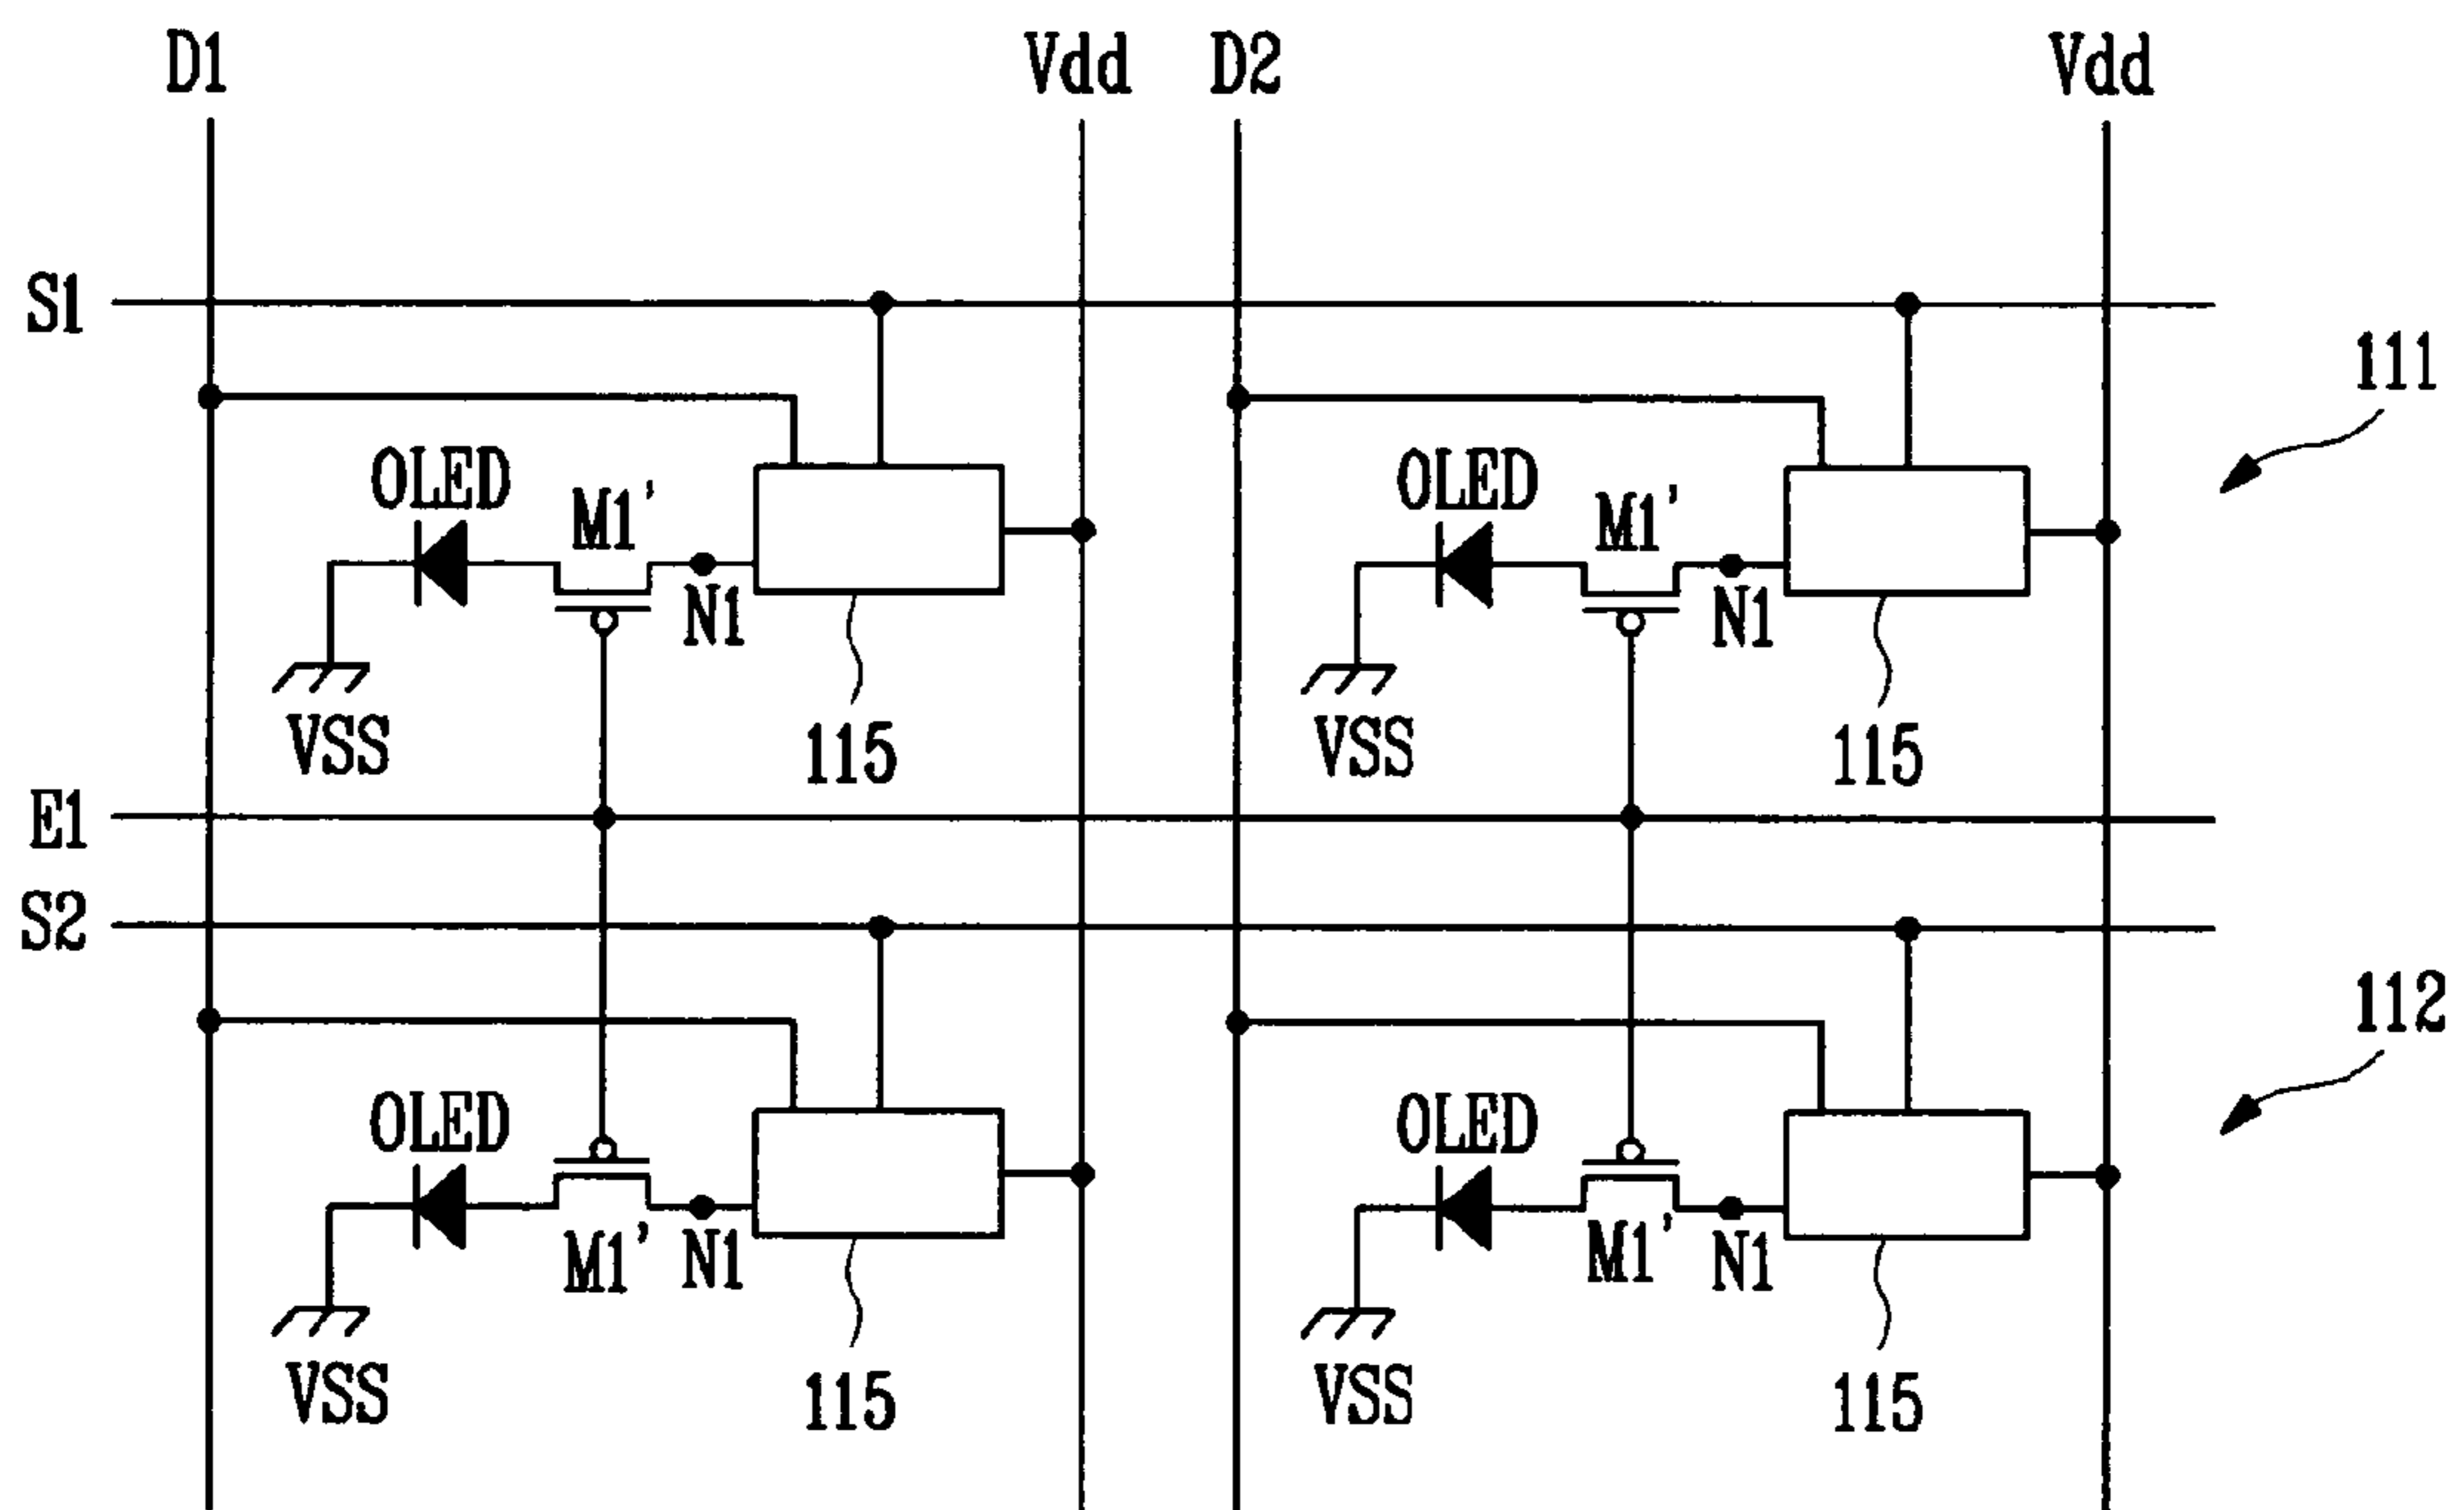 D1 Vdd D2 Vdd
S1
111
OLED M1' OLED M1'
N1 N1
VSS 115 VSS 115
E1
S2
112
OLED OLED
M1' N1 M1' N1
VSS 115 VSS 115